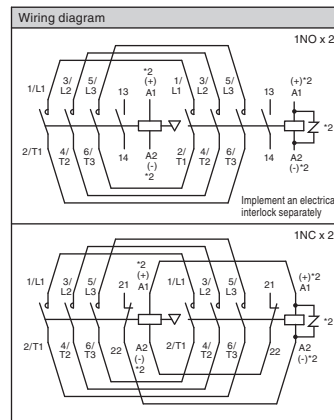 Wiring diagram
1NO x 2
*2
(+)
A1
(+)*2
A1
1/L1
3/
L2
5/
L3
13
1/
L1
3/
L2
5/
L3
13
*2
2/T1
4/
T2
6/
T3
14
A2
(-)
*2
2/
T1
4/
T2
6/
T3
14
A2
(-)*2
Implement an electrical
interlock separately
1NC x 2
*2
(+)
A1
(+)*2
A1
1/L1
3/
L2
5/
L3
21
1/L1
3/
L2
5/
L3
21
*2
2/T1
4/
T2
6/
T3
22
A2
(-)
*2
2/T1
4/
T2
6/
T3
22
A2
(-)*2